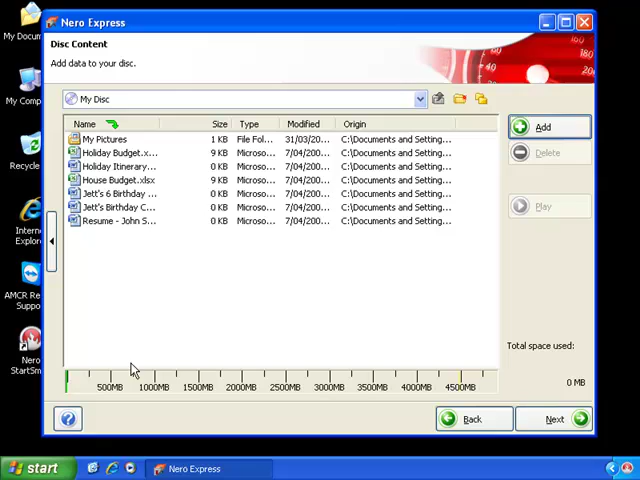 My Docum
My Comp
Recycle
Intern
Explor
AMCR Re
Suppo
Nero
StartSm
Nero Express
Disc Content
Add data to your disc.
My Disc
Name Size Type Modified Origin
My Pictures 1 KB File Fol... 31/03/20... C:\Documents and Setting...
Holiday Budget.x... 9 KB Microso... 7/04/200... C:\Documents and Setting...
Holiday Itinerary... 0 KB Microso... 7/04/200... C:\Documents and Setting...
House Budget.xlsx 9 KB Microso... 7/04/200... C:\Documents and Setting...
Jett's 6 Birthday ... 0 KB Microso... 7/04/200... C:\Documents and Setting...
Jett's Birthday C... 0 KB Microso... 7/04/200... C:\Documents and Setting...
Resume - John S... 0 KB Microso... 7/04/200... C:\Documents and Setting...
Add
Delete
Play
Total space used:
0 MB
500MB 1000MB 1500MB 2000MB 2500MB 3000MB 3500MB 4000MB 4500MB
Back Next
start Nero Express